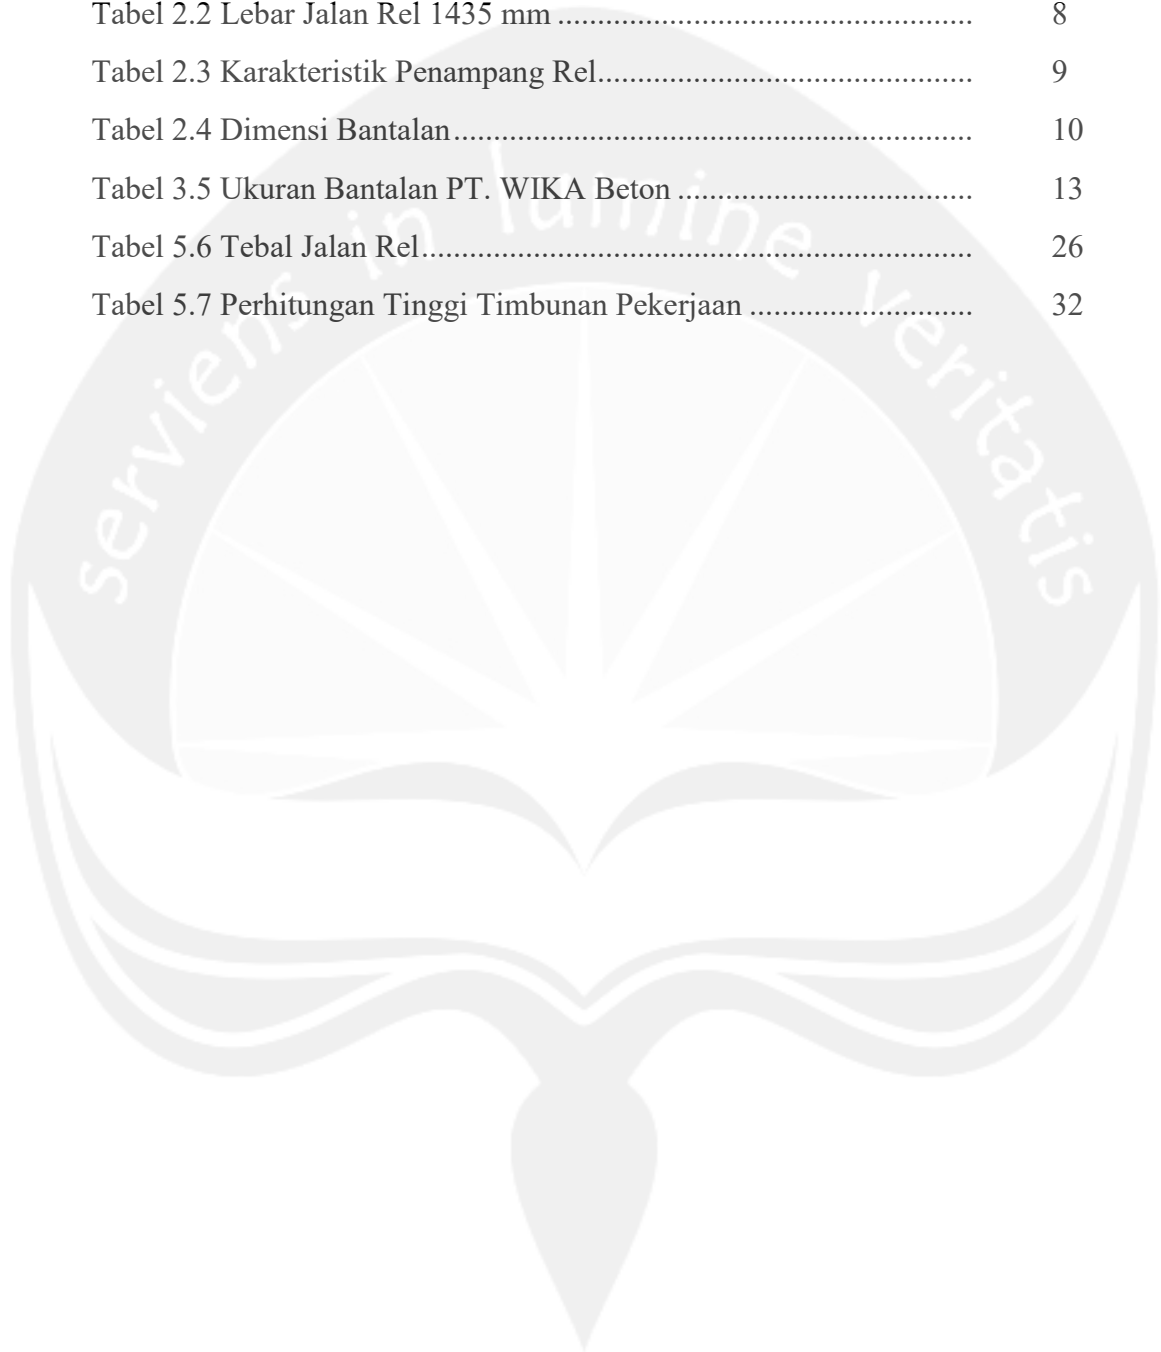 Tabel 2.2 Lebar Jalan Rel 1435 mm ................................................... 8
Tabel 2.3 Karakteristik Penampang Rel.............................................. 9
Tabel 2.4 Dimensi Bantalan................................................................ 10
Tabel 3.5 Ukuran Bantalan PT. WIKA Beton .................................... 13
Tabel 5.6 Tebal Jalan Rel.................................................................... 26
Tabel 5.7 Perhitungan Tinggi Timbunan Pekerjaan ........................... 32
serviens in lumine veritatis